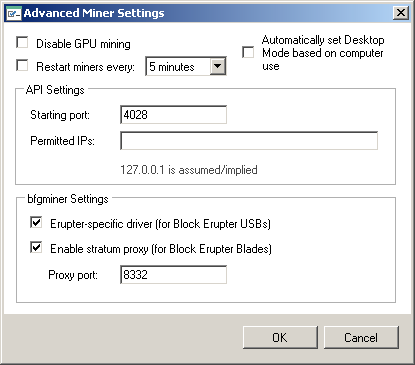 Advanced Miner Settings
Disable GPU mining
Automatically set Desktop
Mode based on computer
use
Restart miners every: 5 minutes
API Settings
Starting port: 4028
Permitted IPs:
127.0.0.1 is assumed/implied
bfgminer Settings
Erupter-specific driver (for Block Erupter USBs)
Enable stratum proxy (for Block Erupter Blades)
Proxy port: 8332
OK Cancel